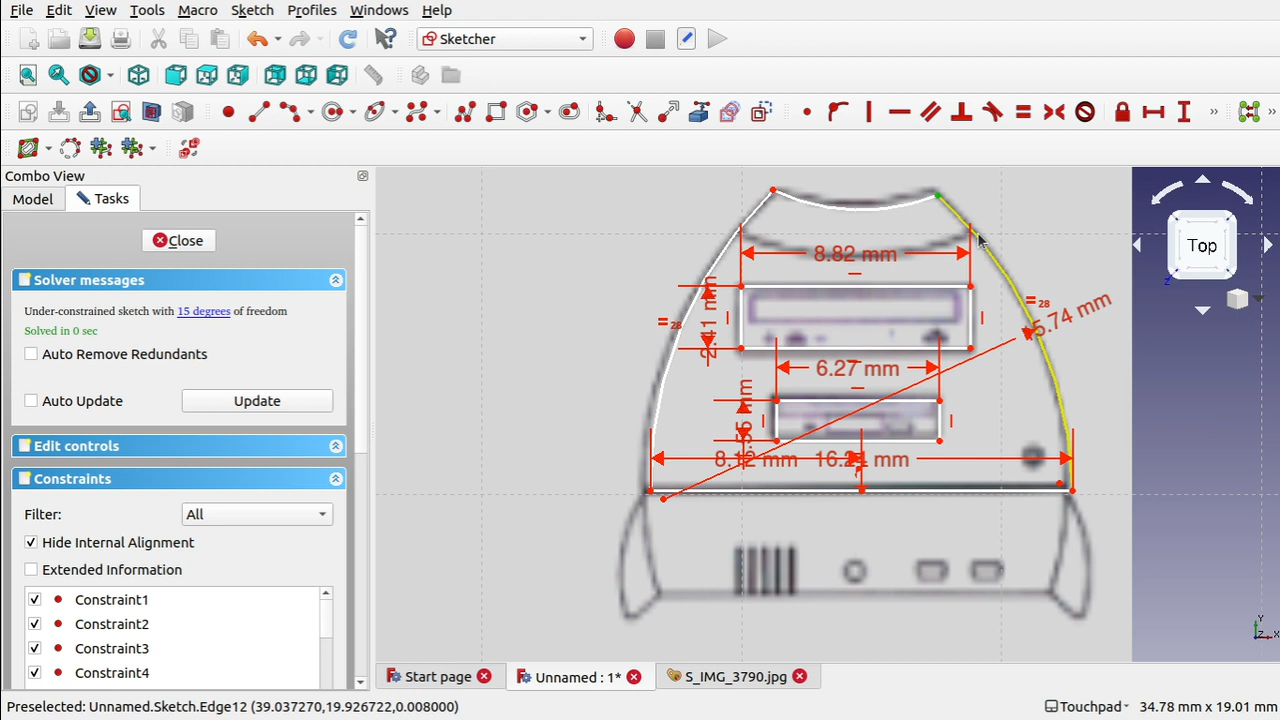 File Edit View Tools Macro Sketch Profiles Windows Help
Sketcher
Combo View
Model Tasks
Close
Solver messages
Under-constrained sketch with 15 degrees of freedom
Solved in 0 sec
Auto Remove Redundants
Auto Update Update
Edit controls
Constraints
Filter: All
Hide Internal Alignment
Extended Information
Constraint1
Constraint2
Constraint3
Constraint4
8.82 mm
2.41 mm
28
28
6.27 mm
16.24 mm
Top
Z
Y
Z X
Start page Unnamed : 1* S_IMG_3790.jpg
Preselected: Unnamed.Sketch.Edge12 (39.037270,19.926722,0.008000) Touchpad 34.78 mm x 19.01 mm